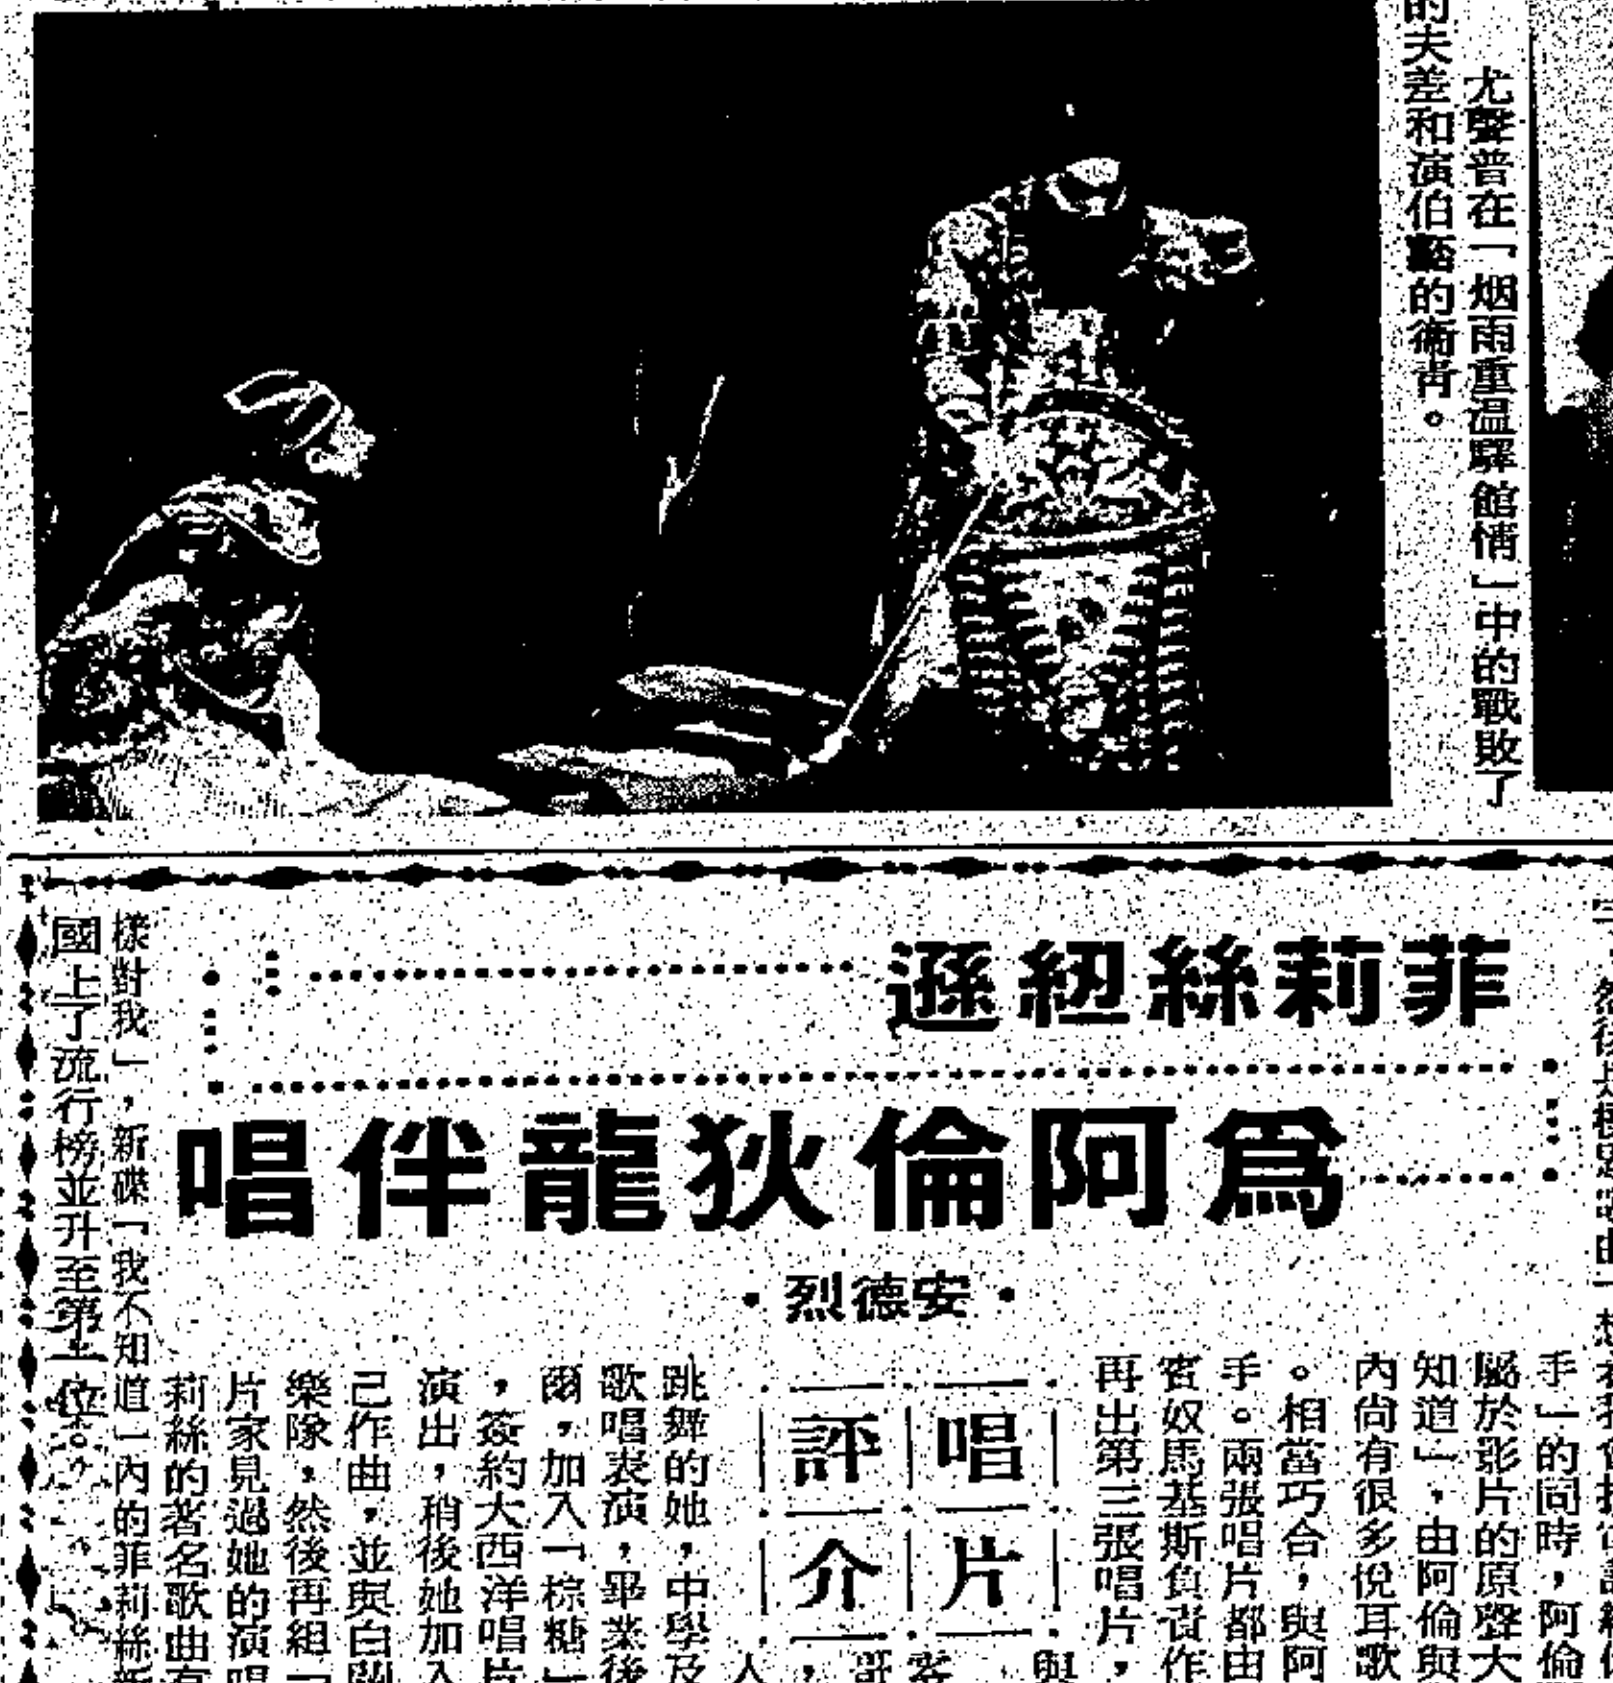 尤聲普在「烟雨重溫驛館情」中的戰敗了
的夫差和演伯嚭的衞青。
菲莉絲紐遜
爲阿倫狄龍伴唱
·安德烈·
唱片
評介
手」的同時，阿倫
屬於影片的原聲大
知道」，由阿倫與
內尚有很多悅耳歌
。相當巧合，與阿
手。兩張唱片都由
賓奴馬基斯負責作
再出第三張唱片，
跳舞的她，中學及
歌唱表演，畢業後
爾，加入「棕糖」
，簽約大西洋唱片
演出，稍後她加入
己作曲，並與白
樂隊，然後再組「
片家見過她的演唱
莉絲的著名歌曲有
樣對我」，新碟「我不知道」內的菲莉絲
國上了流行榜並升至第一位。